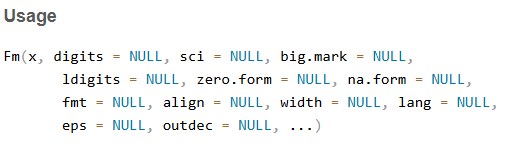 Usage
Fm(x, digits = NULL, sci = NULL, big.mark = NULL,
       ldigits = NULL, zero.form = NULL, na.form = NULL,
       fmt = NULL, align = NULL, width = NULL, lang = NULL,
       eps = NULL, outdec = NULL, ...)